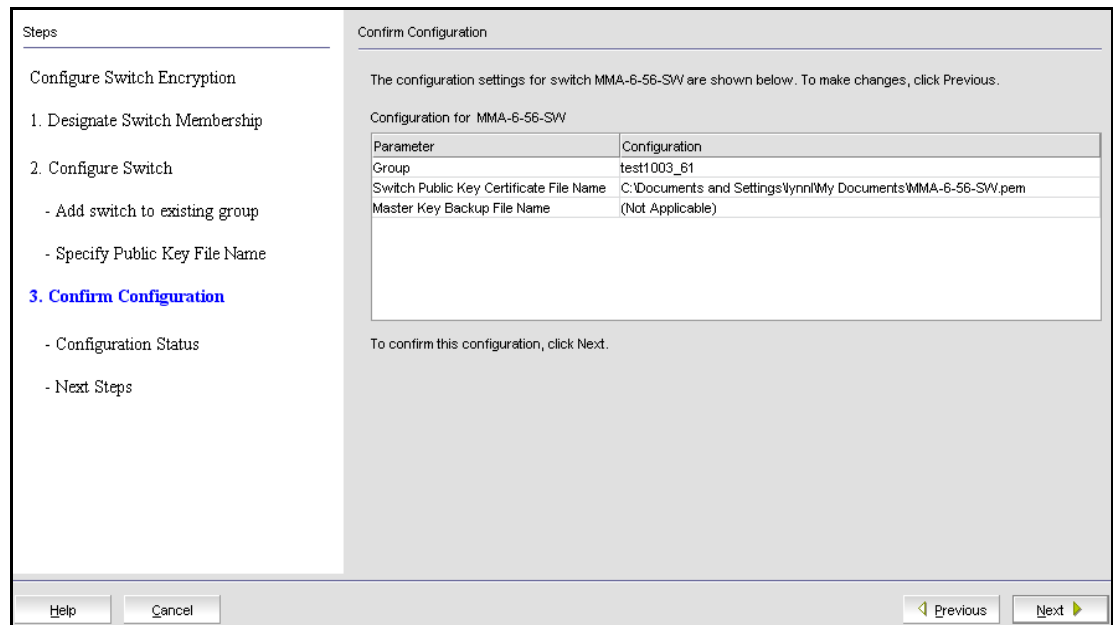 Steps
Configure Switch Encryption
1. Designate Switch Membership
2. Configure Switch
- Add switch to existing group
- Specify Public Key File Name
3. Confirm Configuration
- Configuration Status
- Next Steps
Confirm Configuration
The configuration settings for switch MMA-6-56-SW are shown below. To make changes, click Previous.
Configuration for MMA-6-56-SW
Parameter Configuration
Group test1003_61
Switch Public Key Certificate File Name C:\Documents and Settings\lynnl\My Documents\MMA-6-56-SW.pem
Master Key Backup File Name (Not Applicable)
To confirm this configuration, click Next.
Help Cancel Previous Next